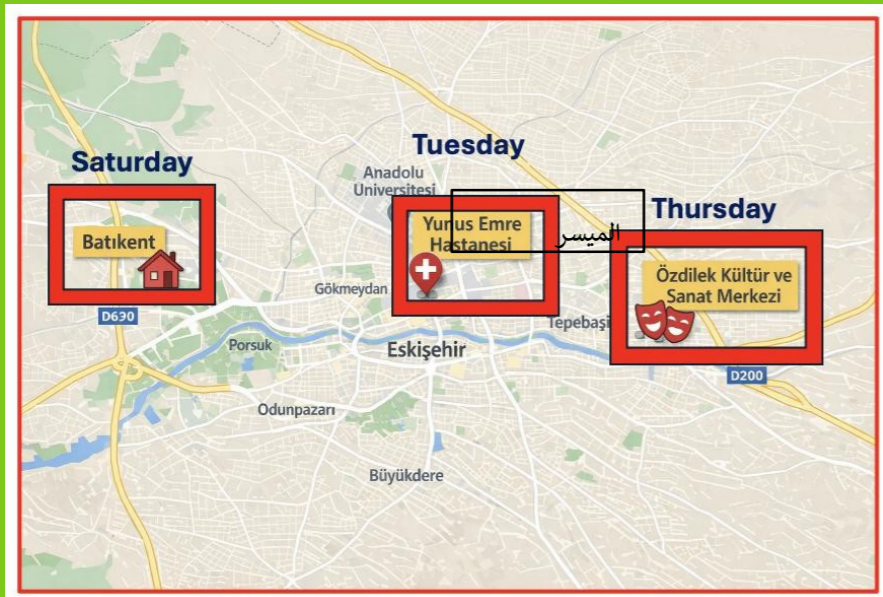 Saturday
Tuesday
Thursday
Anadolu
Üniversitesi
Yunus Emre
Hastanesi
الميسر
Batıkent
Özdilek Kültür ve
Sanat Merkezi
Gökmeydan
D630
Tepebaşi
Porsuk
Eskişehir
D200
Odunpazarı
Büyükdere